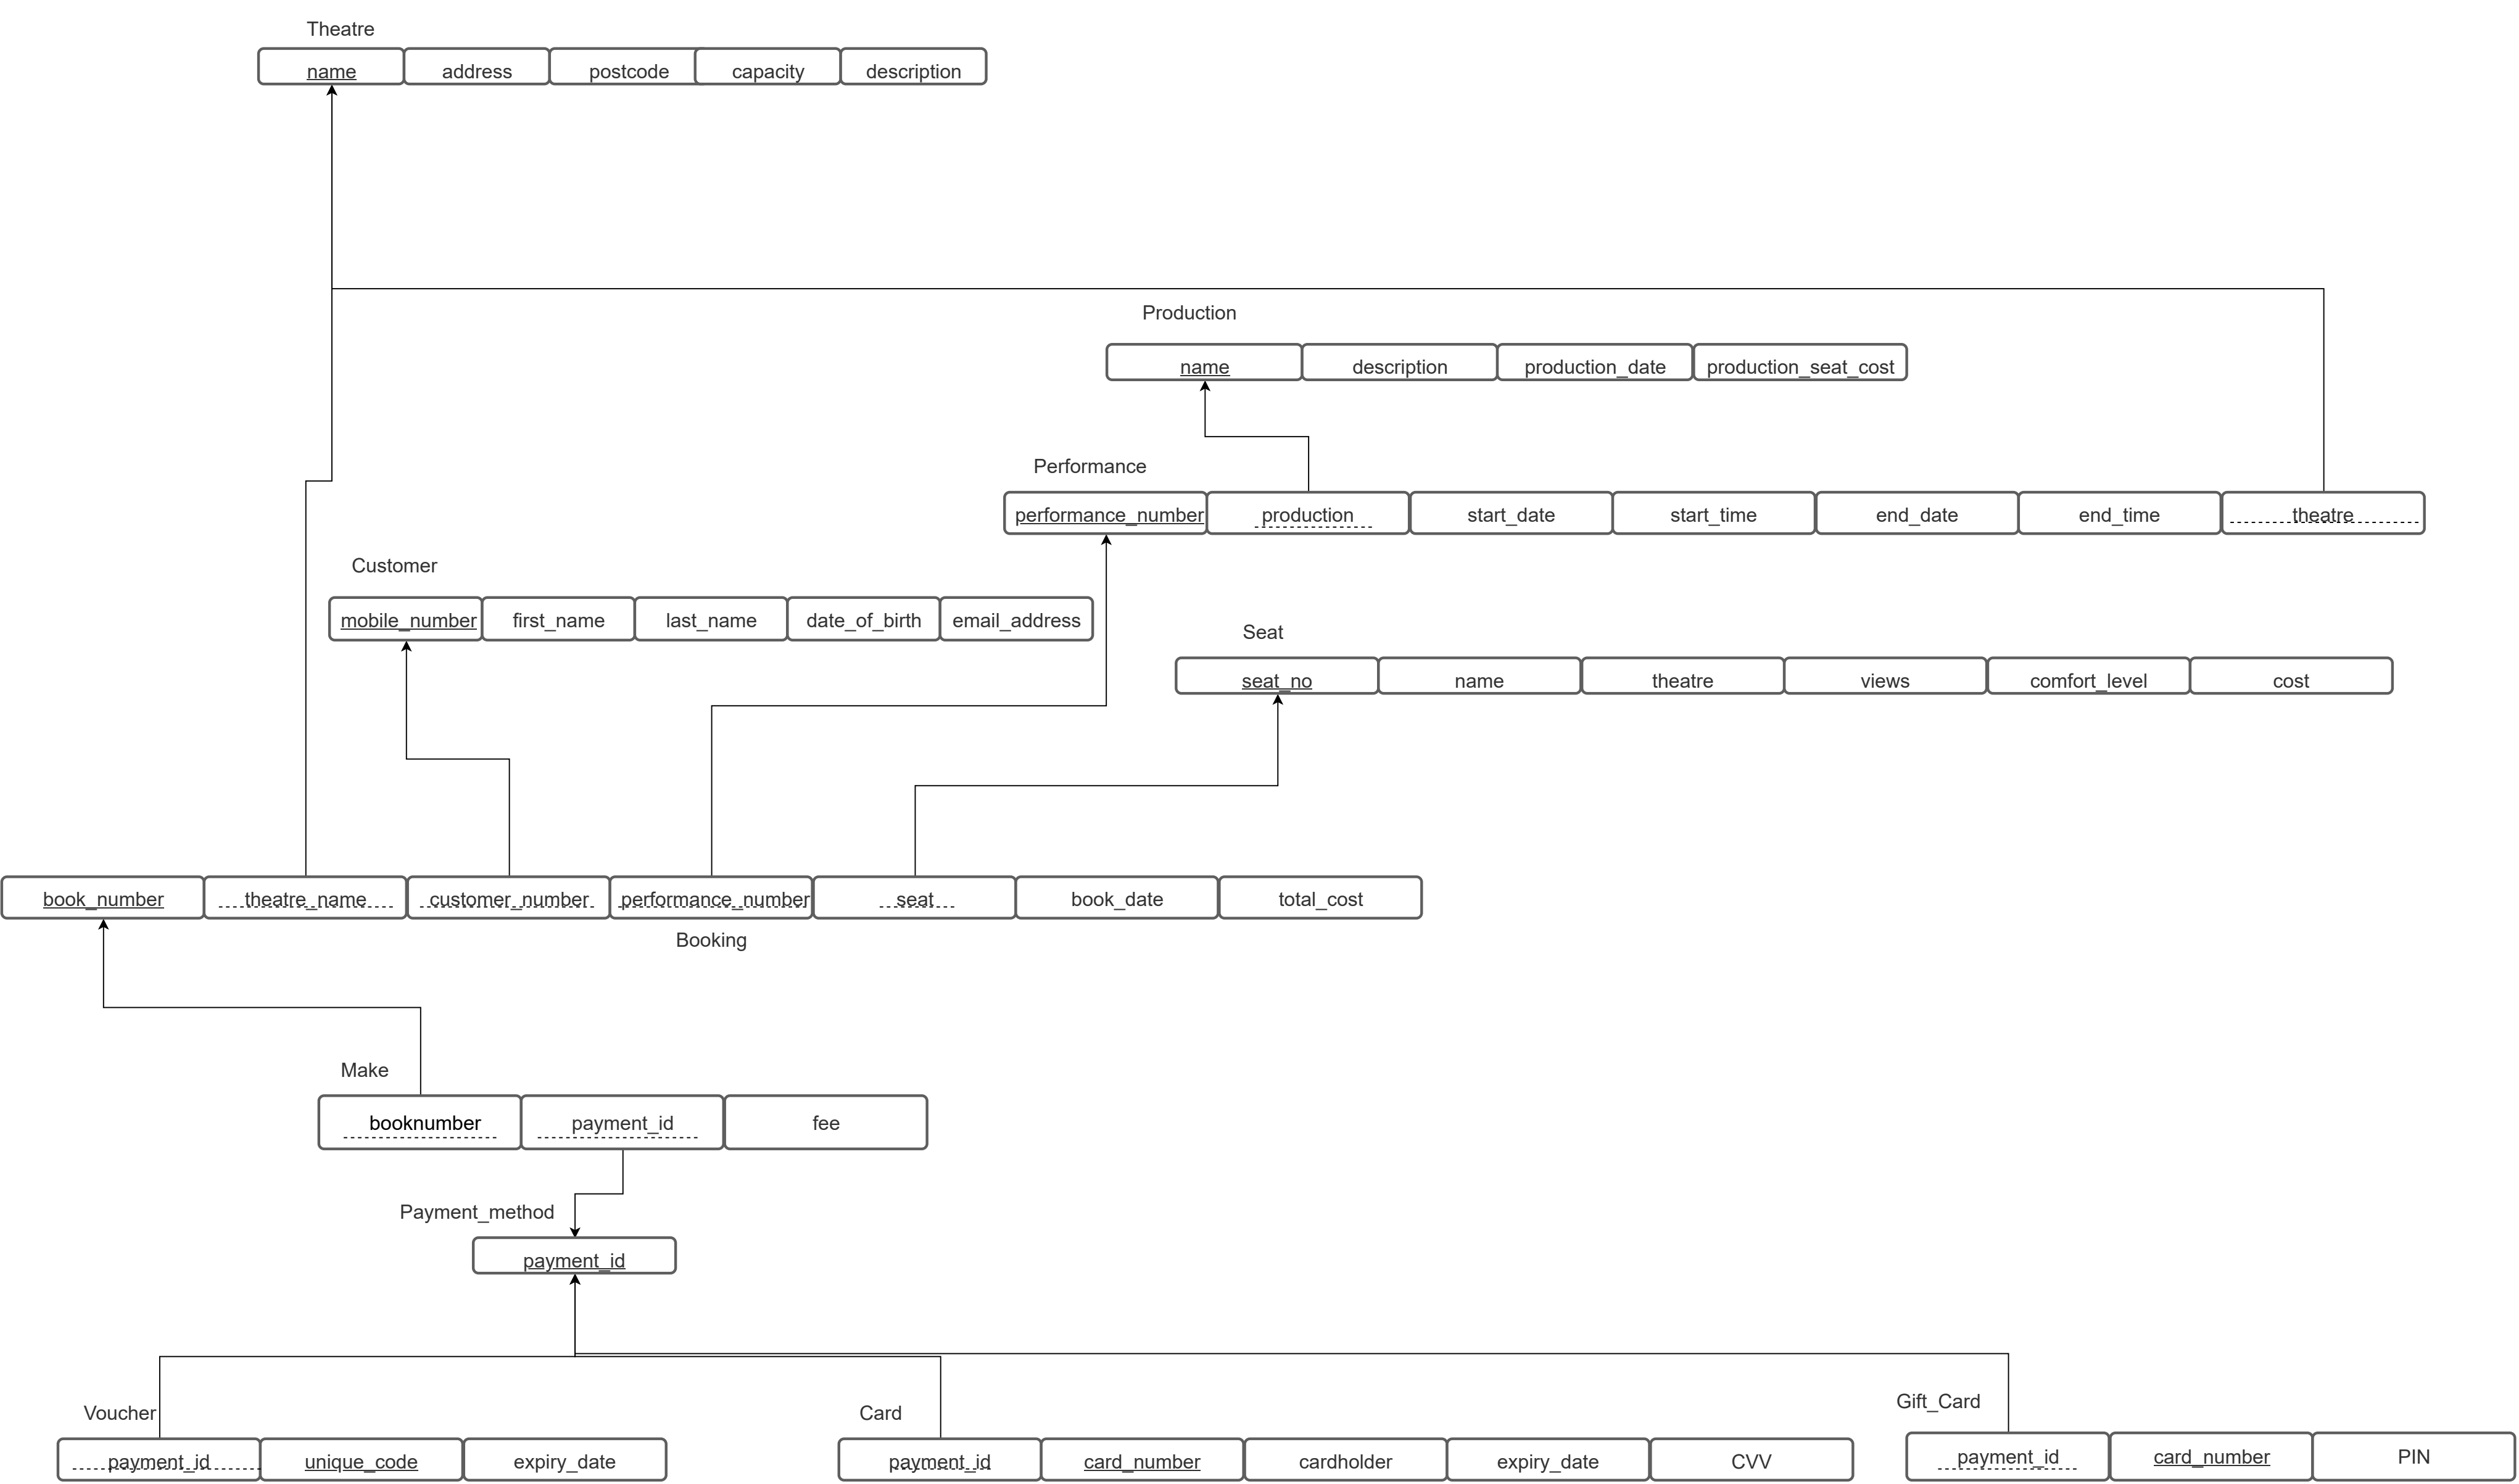 Theatre
name address postcode capacity description
Production
name description production_date production_seat_cost
Performance
performance_number production start_date start_time end_date end_time theatre
Customer
mobile_number first_name last_name date_of_birth email_address
Seat
seat_no name theatre views comfort_level cost
book_number theatre_name customer_number performance_number seat book_date total_cost
Booking
Make
booknumber payment_id fee
Payment_method
payment_id
Voucher
payment_id unique_code expiry_date
Card
payment_id card_number cardholder expiry_date CVV
Gift_Card
payment_id card_number PIN